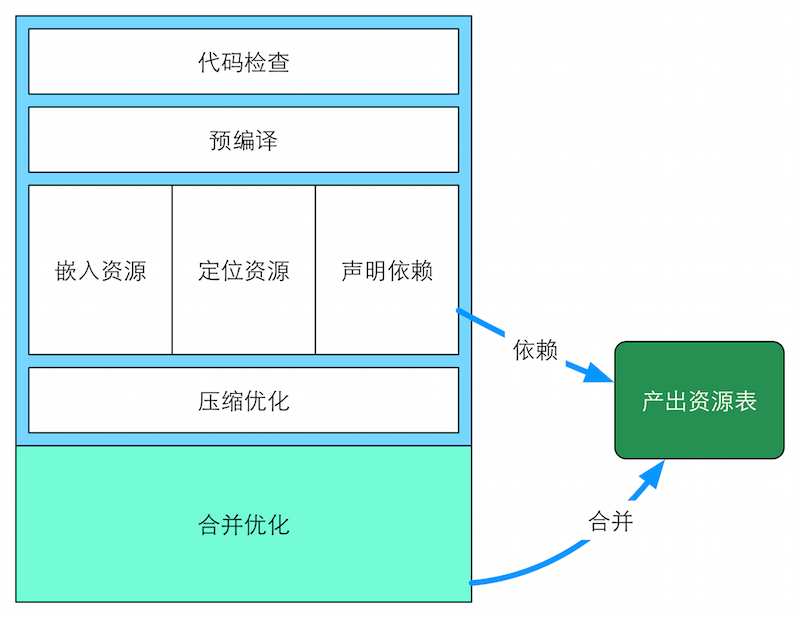 代码检查
预编译
嵌入资源
定位资源
声明依赖
依赖
产出资源表
压缩优化
合并优化
合并